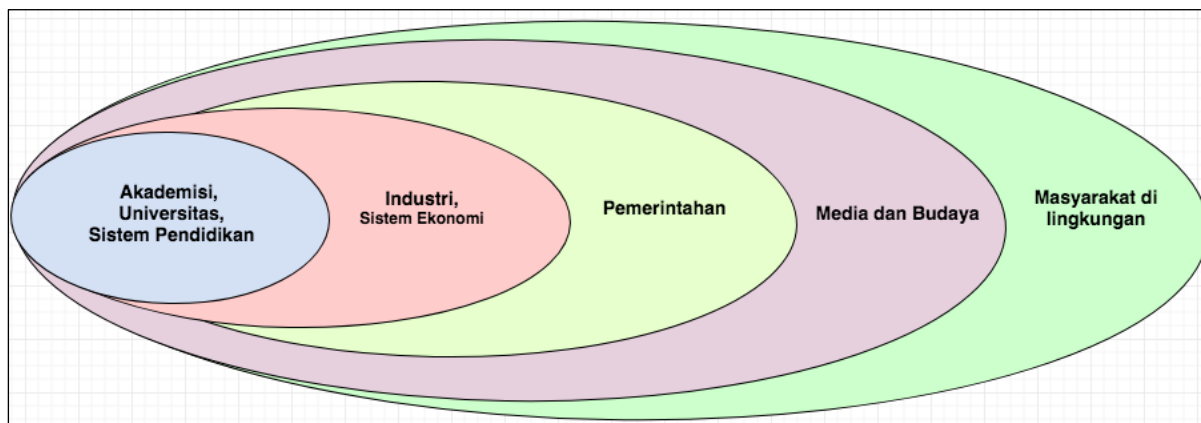 Akademisi,
Universitas,
Sistem Pendidikan
Industri,
Sistem Ekonomi
Pemerintahan
Media dan Budaya
Masyarakat di
lingkungan